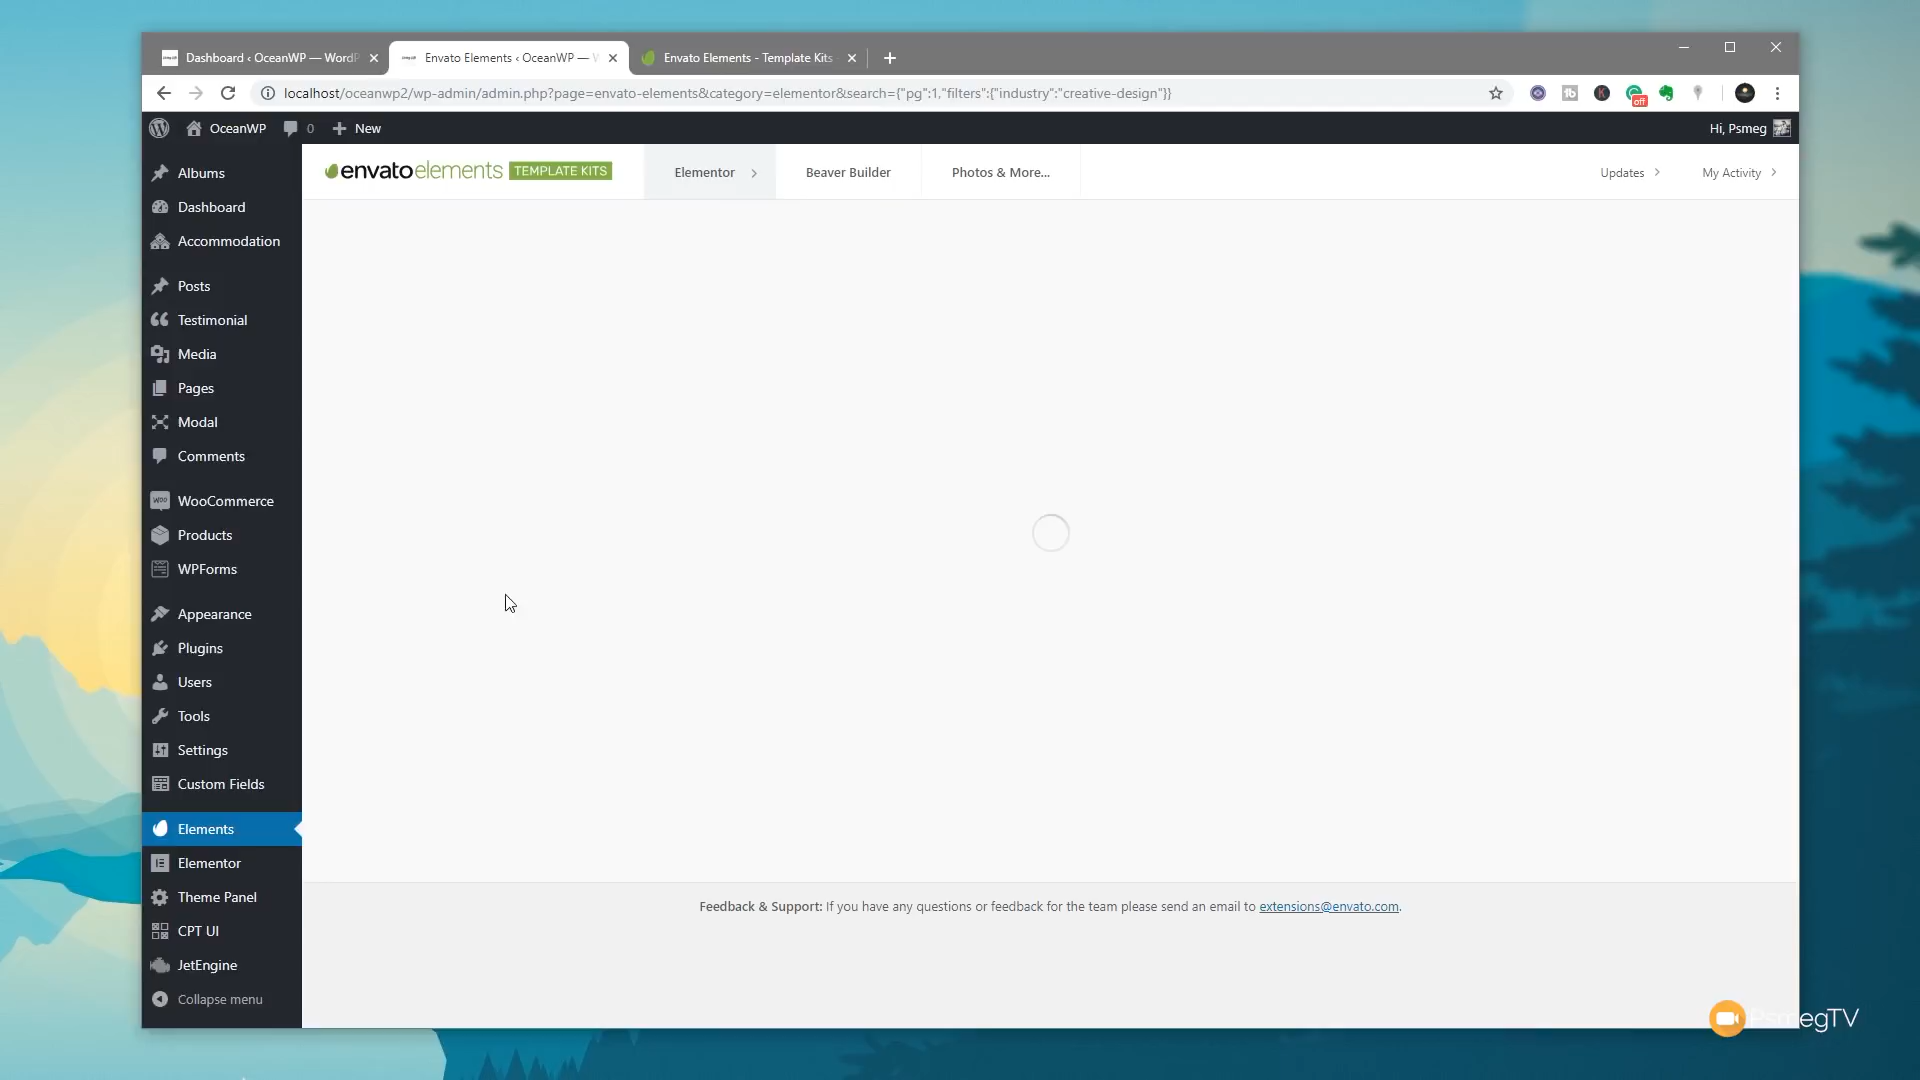 Dashboard ‹ OceanWP — WordP
Envato Elements ‹ OceanWP — W
Envato Elements - Template Kits
localhost/oceanwp2/wp-admin/admin.php?page=envato-elements&category=elementor&search={"pg":1,"filters":{"industry":"creative-design"}}
off
OceanWP 0 New
Hi, Psmeg
envato elements TEMPLATE KITS
Elementor
Beaver Builder
Photos & More...
Updates
My Activity
Albums
Dashboard
Accommodation
Posts
Testimonial
Media
Pages
Modal
Comments
WooCommerce
Products
WPForms
Appearance
Plugins
Users
Tools
Settings
Custom Fields
Elements
Elementor
Theme Panel
CPT UI
JetEngine
Collapse menu
Feedback & Support: If you have any questions or feedback for the team please send an email to extensions@envato.com.
PsmegTV